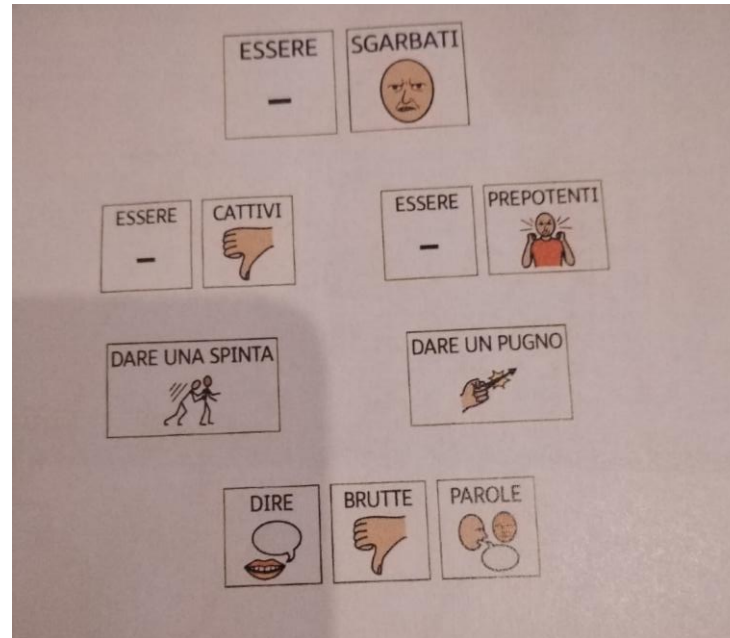 ESSERE SGARBATI
ESSERE CATTIVI ESSERE PREPOTENTI
DARE UNA SPINTA DARE UN PUGNO
DIRE BRUTTE PAROLE